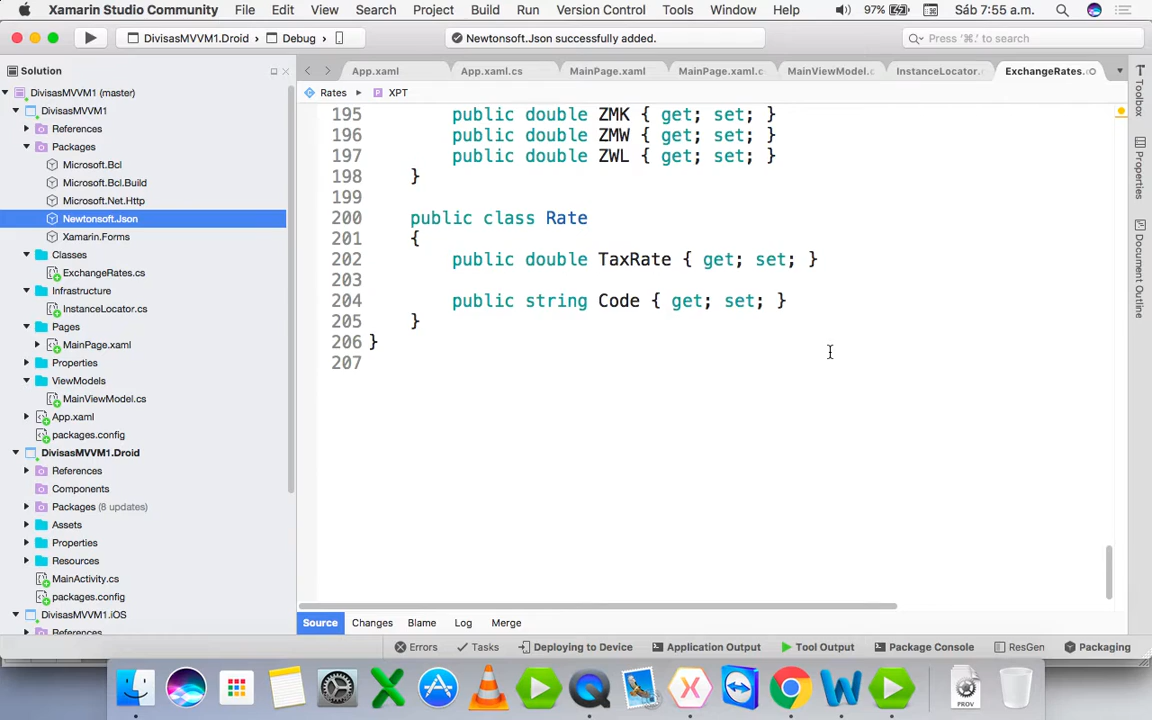 Xamarin Studio Community File Edit View Search Project Build Run Version Control Tools Window Help 97% Sáb 7:55 a.m.
DivisasMVVM1.Droid > Debug > Newtonsoft.Json successfully added. Press '⌘.' to search
Solution
App.xaml App.xaml.cs MainPage.xaml MainPage.xaml.c MainViewModel.c InstanceLocator. ExchangeRates.c
Rates ▸ XPT
DivisasMVVM1 (master)
DivisasMVVM1
References
Packages
Microsoft.Bcl
Microsoft.Bcl.Build
Microsoft.Net.Http
Newtonsoft.Json
Xamarin.Forms
Classes
ExchangeRates.cs
Infrastructure
InstanceLocator.cs
Pages
MainPage.xaml
Properties
ViewModels
MainViewModel.cs
App.xaml
packages.config
DivisasMVVM1.Droid
References
Components
Packages (8 updates)
Assets
Properties
Resources
MainActivity.cs
packages.config
DivisasMVVM1.iOS
References
195 public double ZMK { get; set; }
196 public double ZMW { get; set; }
197 public double ZWL { get; set; }
198 }
199
200 public class Rate
201 {
202 public double TaxRate { get; set; }
203
204 public string Code { get; set; }
205 }
206 }
207
Toolbox
Properties
Document Outline
Source Changes Blame Log Merge
Errors Tasks Deploying to Device Application Output Tool Output Package Console ResGen Packaging
PROV